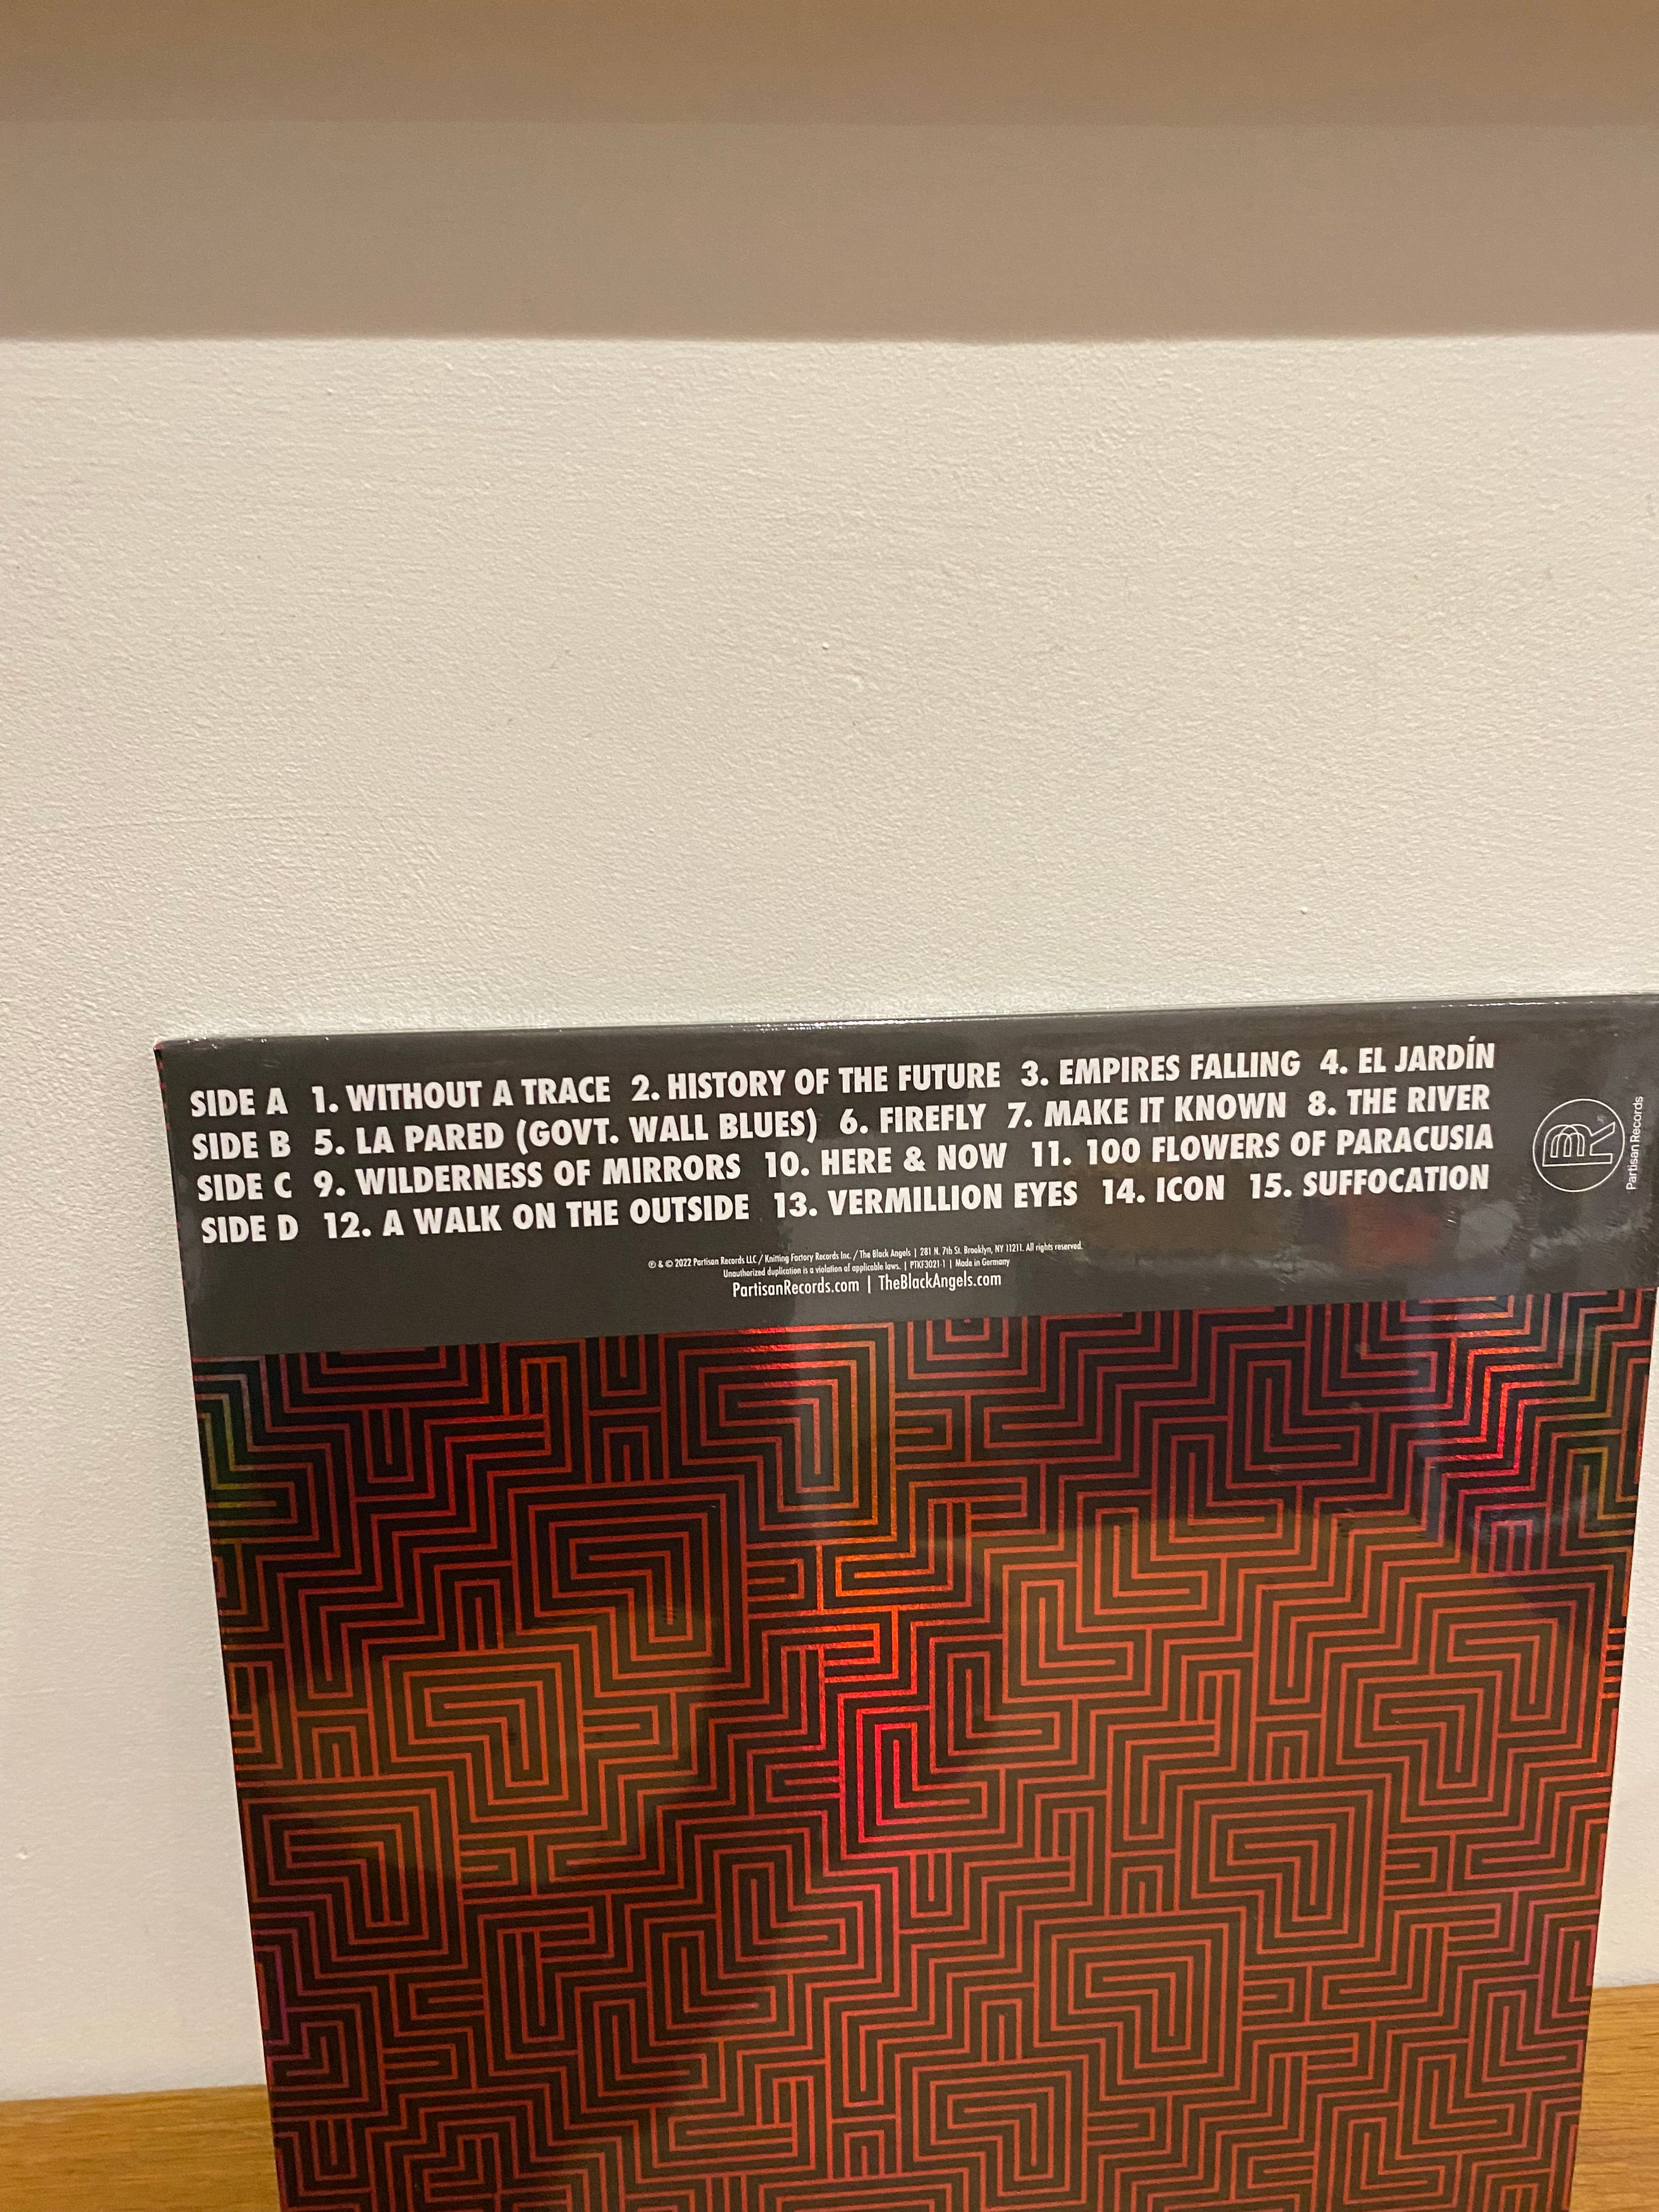 SIDE A 1. WITHOUT A TRACE 2. HISTORY OF THE FUTURE 3. EMPIRES FALLING 4. EL JARDÍN
SIDE B 5. LA PARED (GOVT. WALL BLUES) 6. FIREFLY 7. MAKE IT KNOWN 8. THE RIVER
SIDE C 9. WILDERNESS OF MIRRORS 10. HERE & NOW 11. 100 FLOWERS OF PARACUSIA
SIDE D 12. A WALK ON THE OUTSIDE 13. VERMILLION EYES 14. ICON 15. SUFFOCATION
℗ & © 2022 Partisan Records LLC / Knitting Factory Records Inc. / The Black Angels | 281 N. 7th St. Brooklyn, NY 11211. All rights reserved.
Unauthorized duplication is a violation of applicable laws. | PTKF3021-1 | Made in Germany
PartisanRecords.com | TheBlackAngels.com
PR
Partisan Records